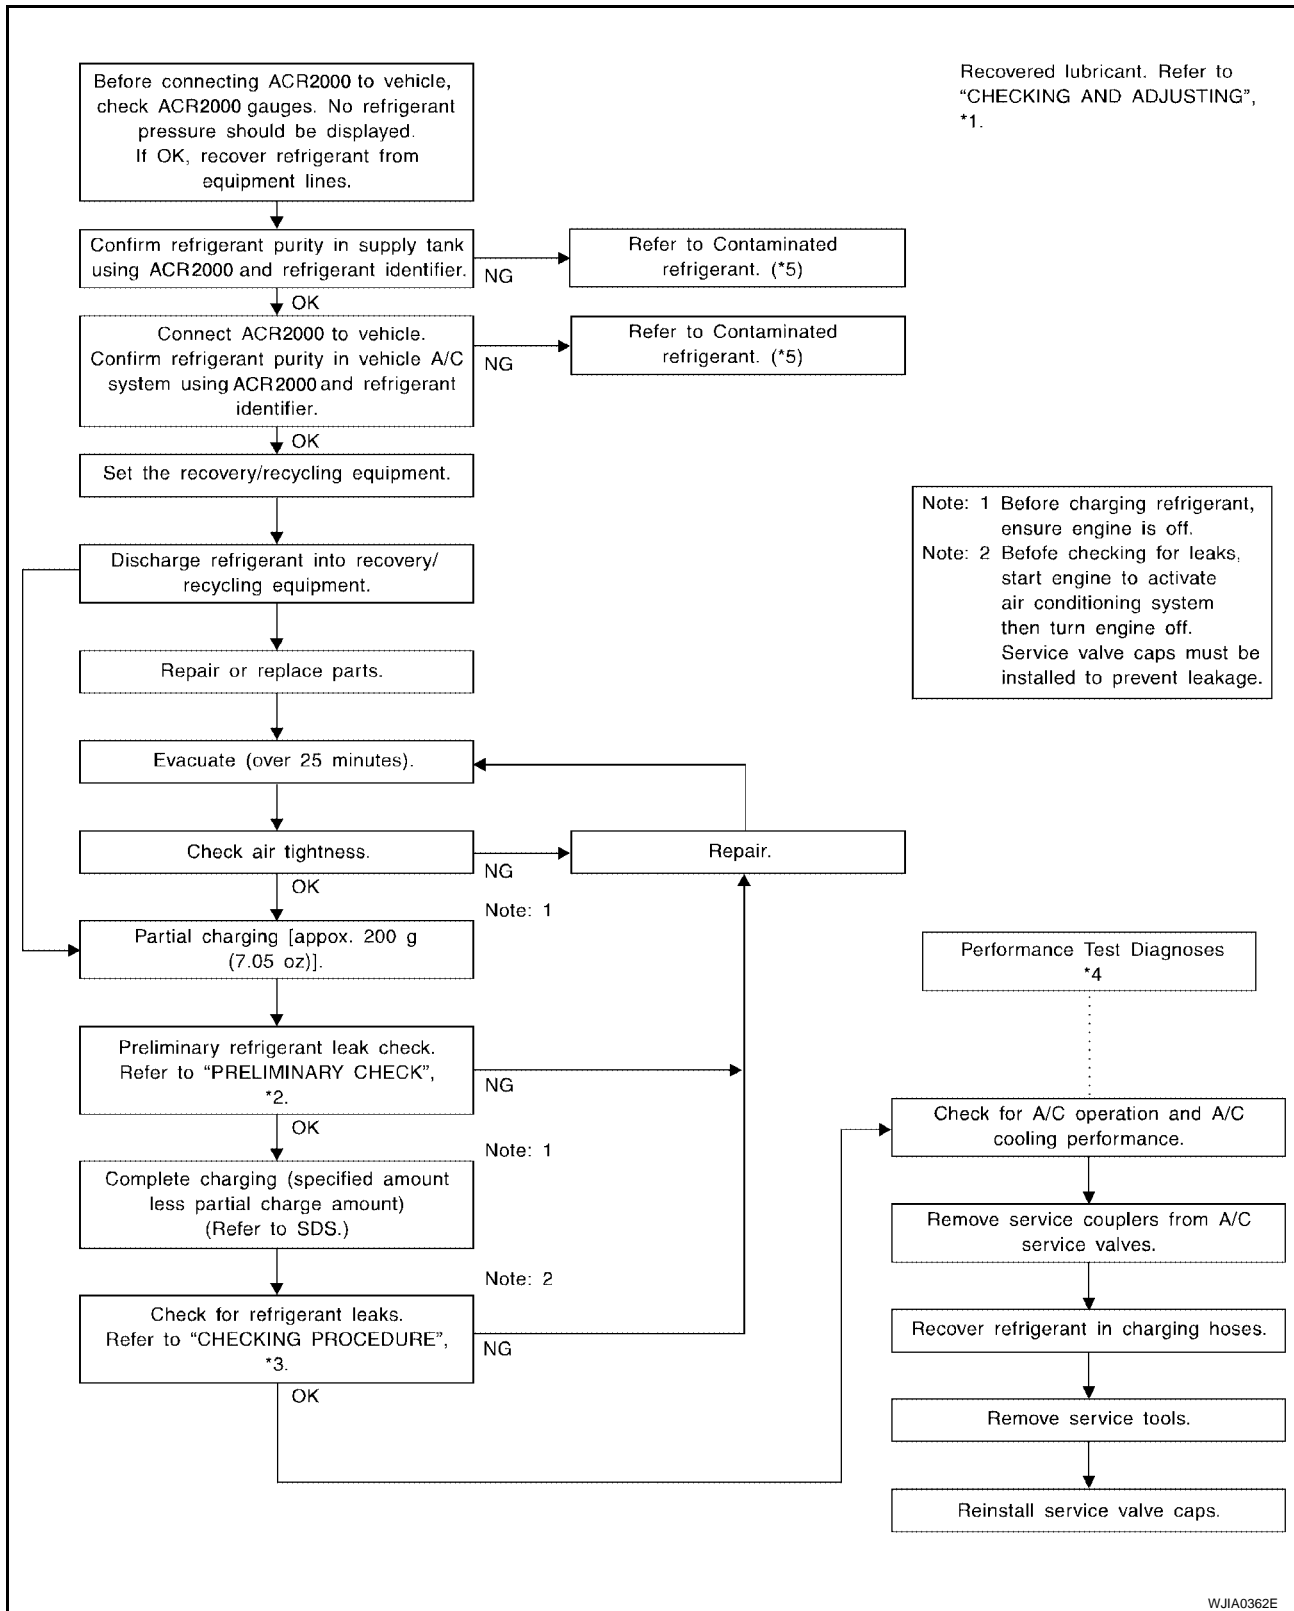 Before connecting ACR2000 to vehicle,
check ACR2000 gauges. No refrigerant
pressure should be displayed.
If OK, recover refrigerant from
equipment lines.
Recovered lubricant. Refer to
“CHECKING AND ADJUSTING”,
*1.
Confirm refrigerant purity in supply tank
using ACR2000 and refrigerant identifier.
NG
Refer to Contaminated
refrigerant. (*5)
OK
Connect ACR2000 to vehicle.
Confirm refrigerant purity in vehicle A/C
system using ACR2000 and refrigerant
identifier.
NG
Refer to Contaminated
refrigerant. (*5)
OK
Set the recovery/recycling equipment.
Note: 1 Before charging refrigerant,
ensure engine is off.
Note: 2 Befofe checking for leaks,
start engine to activate
air conditioning system
then turn engine off.
Service valve caps must be
installed to prevent leakage.
Discharge refrigerant into recovery/
recycling equipment.
Repair or replace parts.
Evacuate (over 25 minutes).
Check air tightness.
NG
Repair.
OK
Note: 1
Partial charging [appox. 200 g
(7.05 oz)].
Preliminary refrigerant leak check.
Refer to “PRELIMINARY CHECK”,
*2.
NG
OK
Note: 1
Complete charging (specified amount
less partial charge amount)
(Refer to SDS.)
Note: 2
Check for refrigerant leaks.
Refer to “CHECKING PROCEDURE”,
*3.
NG
OK
Performance Test Diagnoses
*4
Check for A/C operation and A/C
cooling performance.
Remove service couplers from A/C
service valves.
Recover refrigerant in charging hoses.
Remove service tools.
Reinstall service valve caps.
WJIA0362E